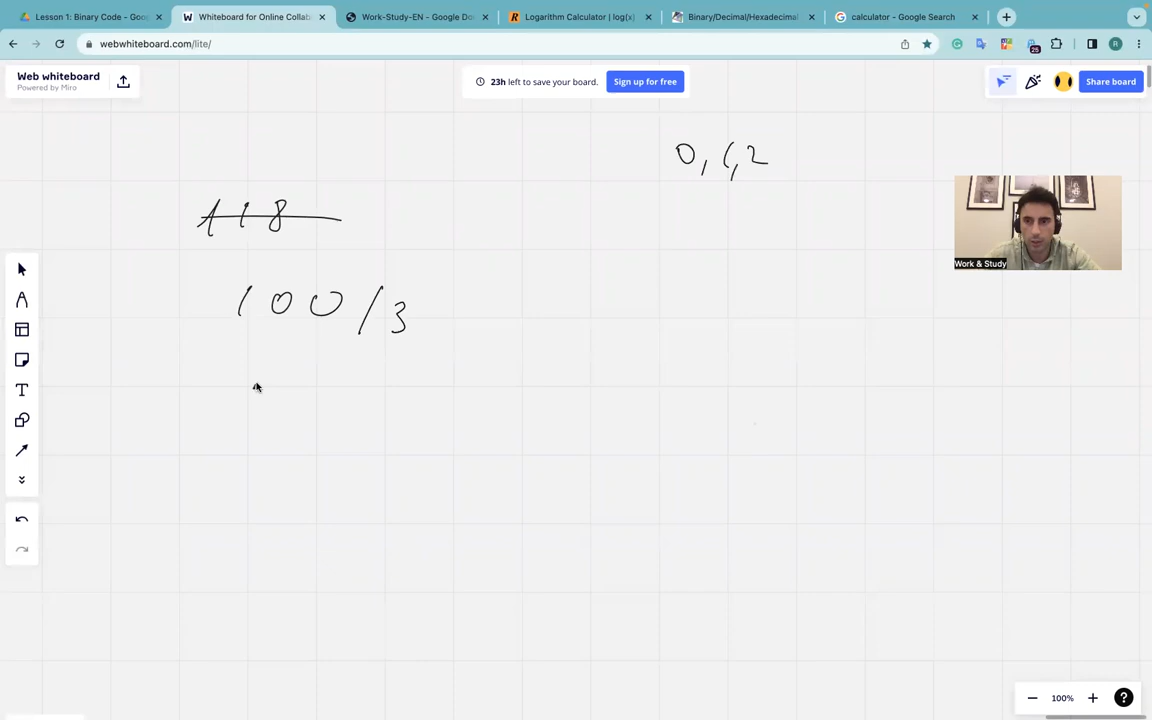 Lesson 1: Binary Code - Goo
Whiteboard for Online Collab
Work-Study-EN - Google Do
Logarithm Calculator | log(x)
Binary/Decimal/Hexadecimal
calculator - Google Search
webwhiteboard.com/lite/
25
R
Web whiteboard
Powered by Miro
23h left to save your board.
Sign up for free
Share board
0, 1, 2
118
100/3
Work & Study
100%